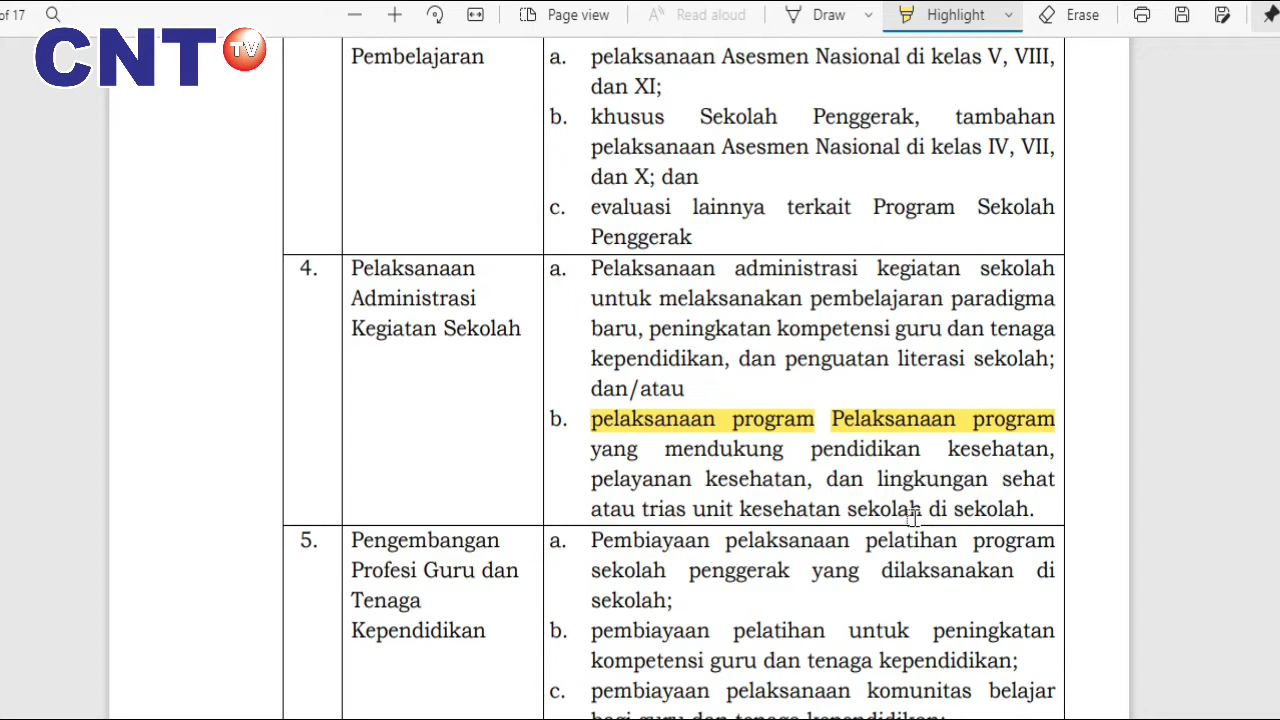 of 17
Page view
Read aloud
Draw
Highlight
Erase
CNT TV
Pembelajaran
a. pelaksanaan Asesmen Nasional di kelas V, VIII,
dan XI;
b. khusus Sekolah Penggerak, tambahan
pelaksanaan Asesmen Nasional di kelas IV, VII,
dan X; dan
c. evaluasi lainnya terkait Program Sekolah
Penggerak
4.
Pelaksanaan
Administrasi
Kegiatan Sekolah
a. Pelaksanaan administrasi kegiatan sekolah
untuk melaksanakan pembelajaran paradigma
baru, peningkatan kompetensi guru dan tenaga
kependidikan, dan penguatan literasi sekolah;
dan/atau
b. pelaksanaan program Pelaksanaan program
yang mendukung pendidikan kesehatan,
pelayanan kesehatan, dan lingkungan sehat
atau trias unit kesehatan sekolah di sekolah.
5.
Pengembangan
Profesi Guru dan
Tenaga
Kependidikan
a. Pembiayaan pelaksanaan pelatihan program
sekolah penggerak yang dilaksanakan di
sekolah;
b. pembiayaan pelatihan untuk peningkatan
kompetensi guru dan tenaga kependidikan;
c. pembiayaan pelaksanaan komunitas belajar
bagi guru dan tenaga kependidikan;